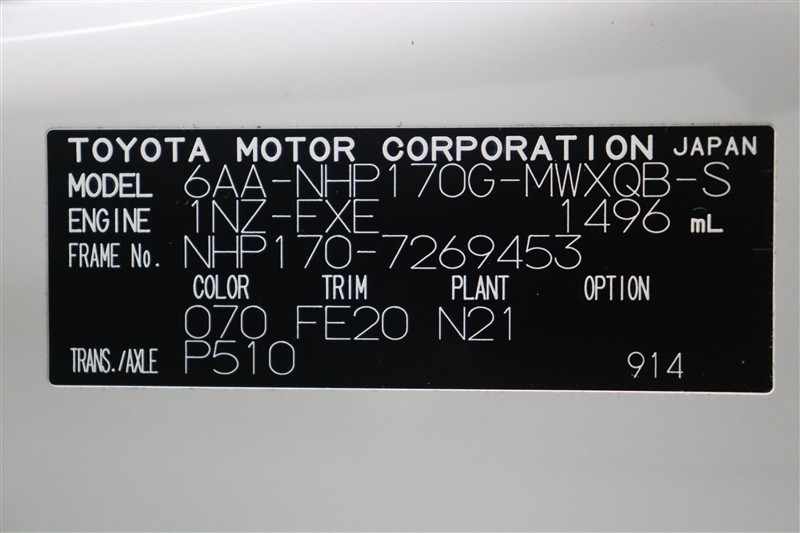 TOYOTA MOTOR CORPORATION JAPAN
MODEL 6AA-NHP170G-MWXQB-S
ENGINE 1NZ-FXE 1496 mL
FRAME No. NHP170-7269453
COLOR TRIM PLANT OPTION
070 FE20 N21
TRANS./AXLE P510 914